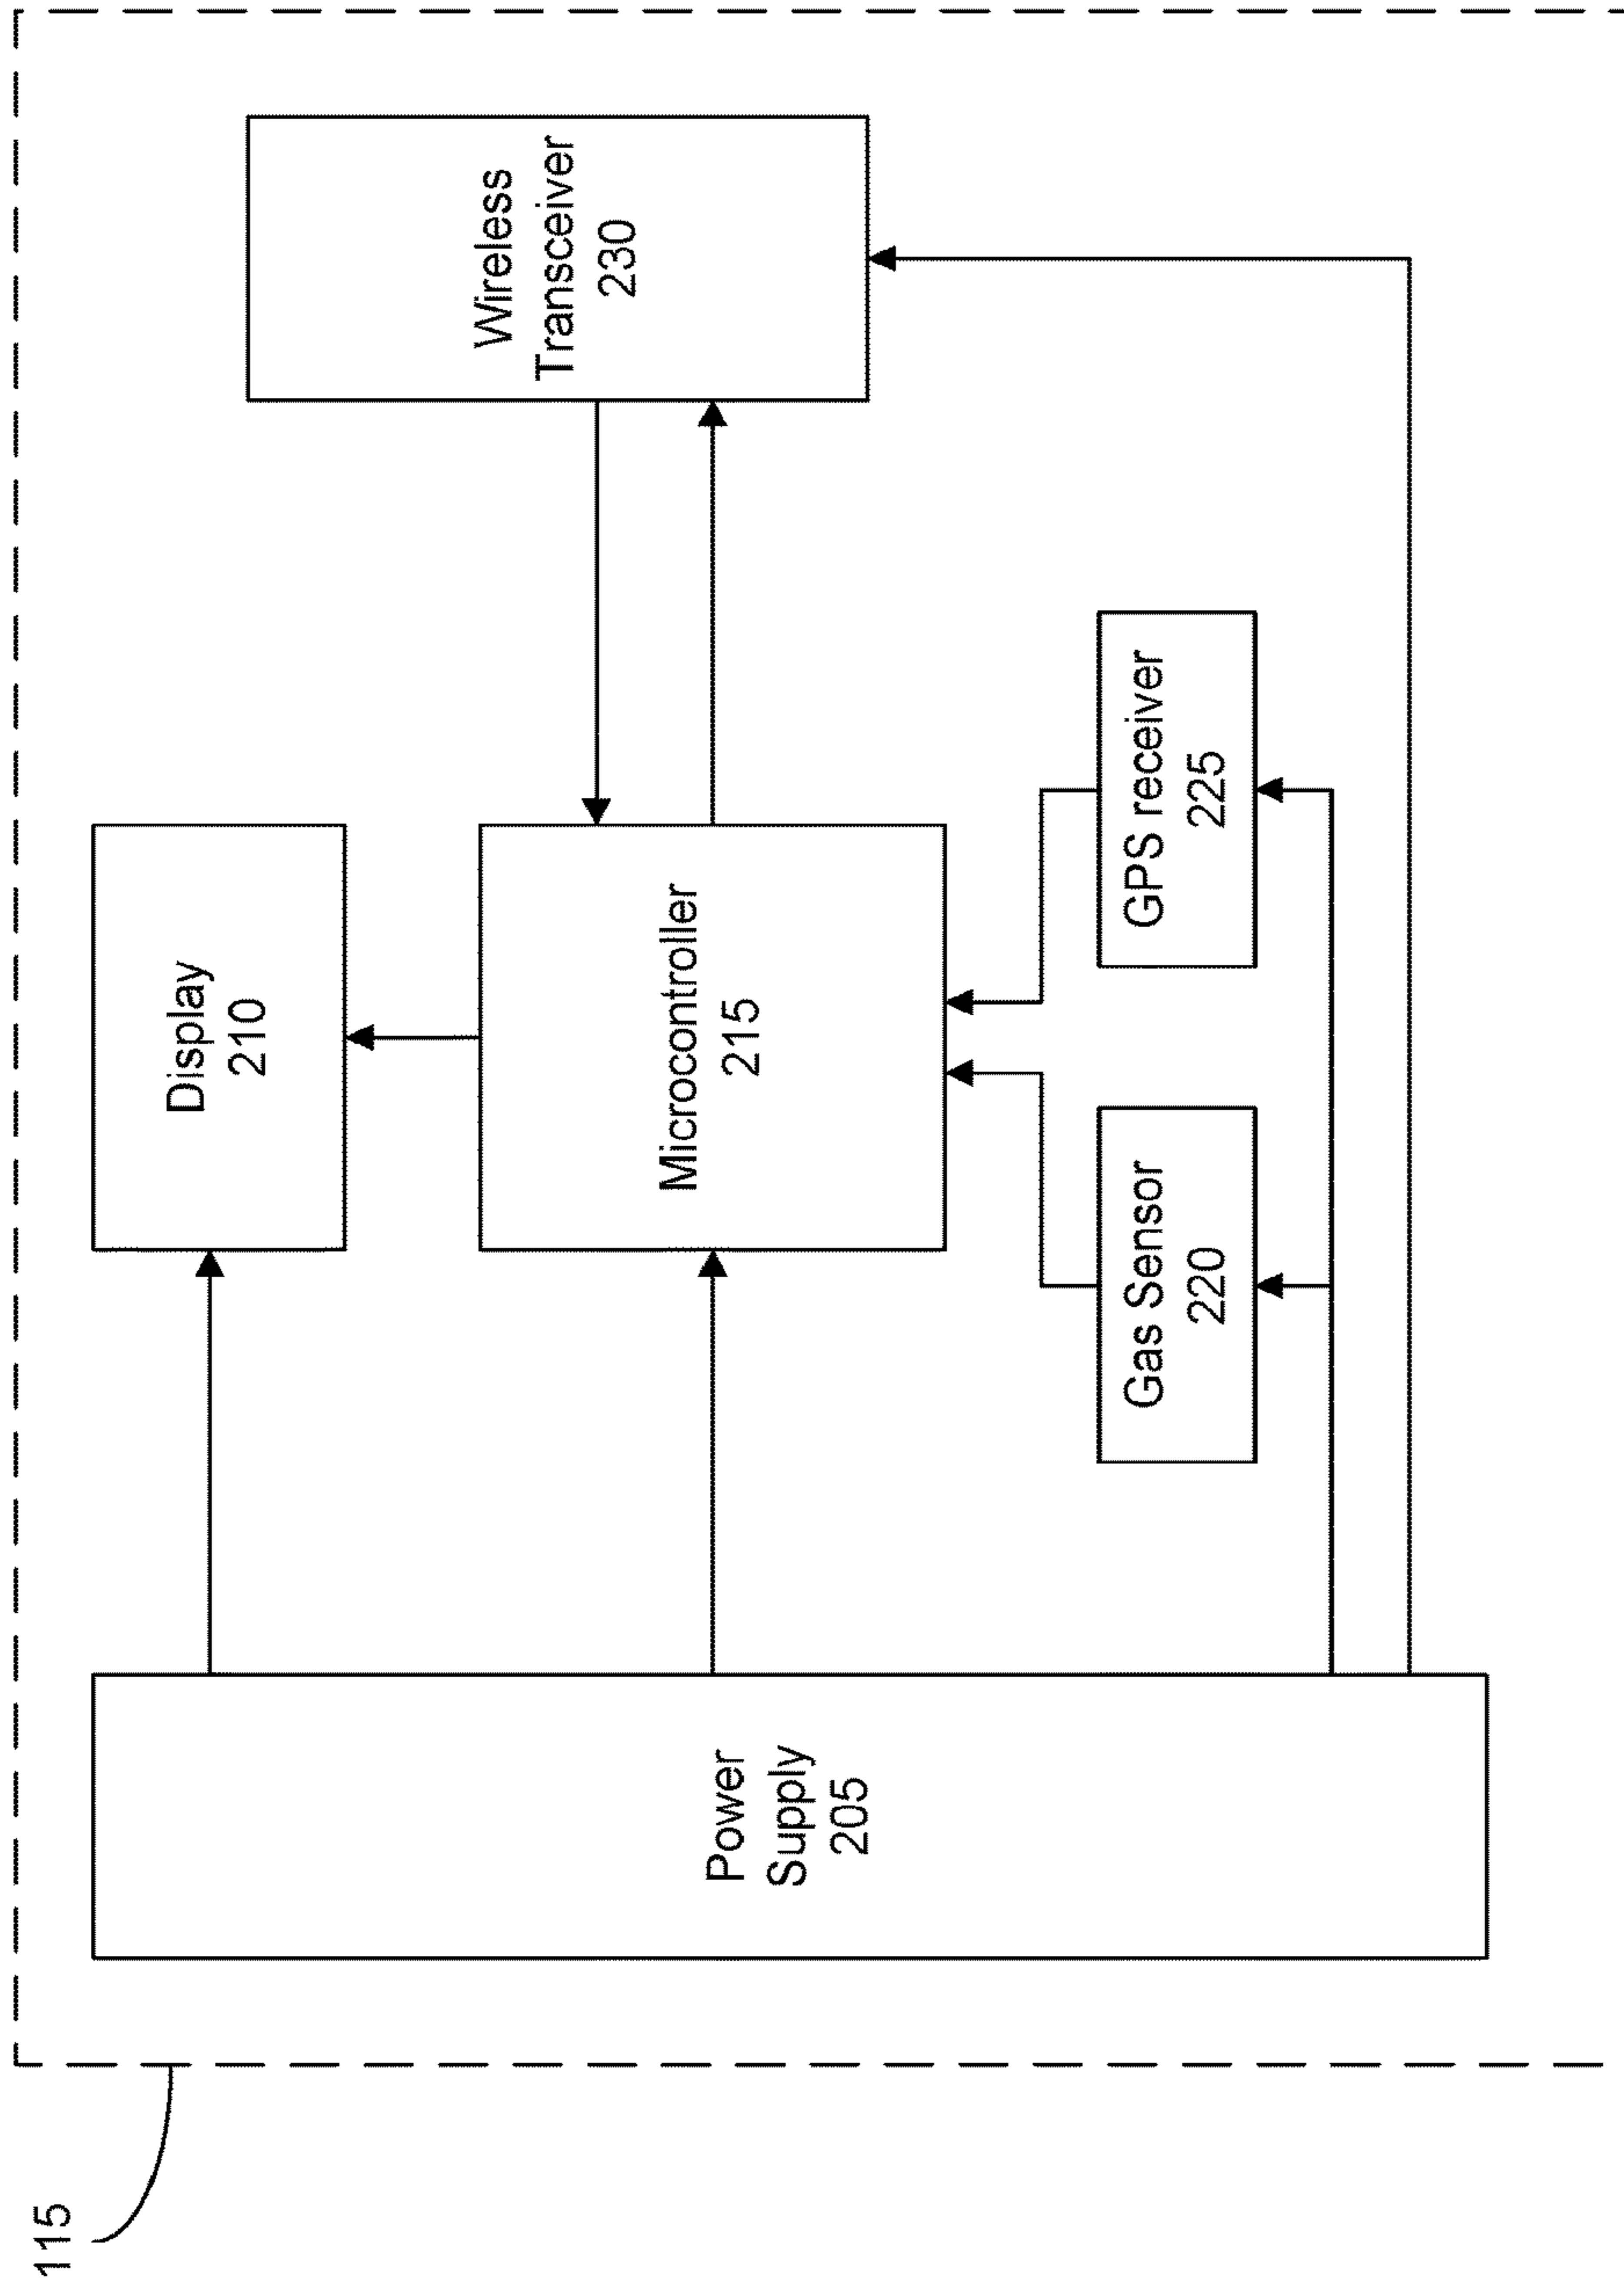 115
Power
Supply
205
Display
210
Microcontroller
215
Gas Sensor
220
GPS receiver
225
Wireless
Transceiver
230